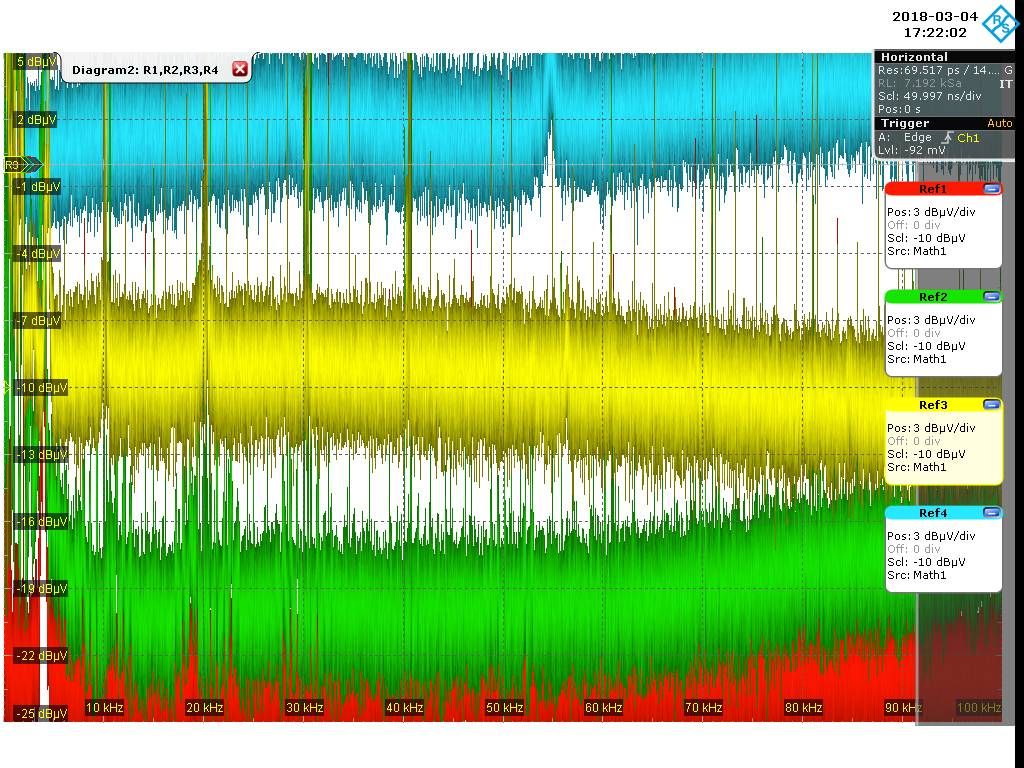 2018-03-04
17:22:02
R&S
Diagram2: R1,R2,R3,R4
Horizontal
Res:69.517 ps / 14.... G
RL: 7.192 kSa IT
Scl: 49.997 ns/div
Pos:0 s
Trigger Auto
A: Edge Ch1
Lvl: -92 mV
5 dBµV
2 dBµV
R3
-1 dBµV
-4 dBµV
-7 dBµV
-10 dBµV
-13 dBµV
-16 dBµV
-19 dBµV
-22 dBµV
-25 dBµV
10 kHz
20 kHz
30 kHz
40 kHz
50 kHz
60 kHz
70 kHz
80 kHz
90 kHz
100 kHz
Ref1
Pos: 3 dBµV/div
Off: 0 div
Scl: -10 dBµV
Src: Math1
Ref2
Pos: 3 dBµV/div
Off: 0 div
Scl: -10 dBµV
Src: Math1
Ref3
Pos: 3 dBµV/div
Off: 0 div
Scl: -10 dBµV
Src: Math1
Ref4
Pos: 3 dBµV/div
Off: 0 div
Scl: -10 dBµV
Src: Math1